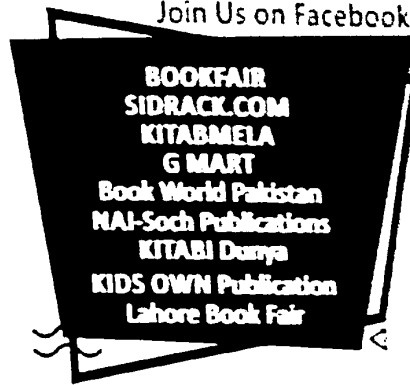 Join Us on Facebook
BOOKFAIR
SIDRACK.COM
KITABMELA
G MART
Book World Pakistan
NAI-Soch Publications
KITABI Dunya
KIDS OWN Publication
Lahore Book Fair